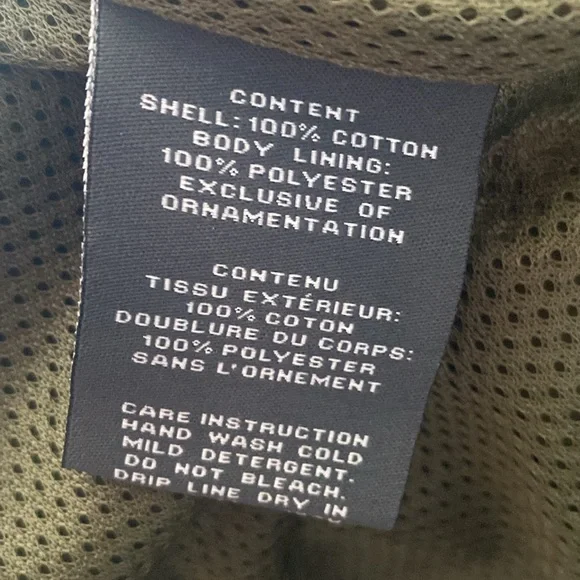 CONTENT
SHELL: 100% COTTON
BODY LINING:
100% POLYESTER
EXCLUSIVE OF
ORNAMENTATION
CONTENU
TISSU EXTÉRIEUR:
100% COTON
DOUBLURE DU CORPS:
100% POLYESTER
SANS L'ORNEMENT
CARE INSTRUCTION
HAND WASH COLD
MILD DETERGENT.
DO NOT BLEACH.
DRIP LINE DRY IN